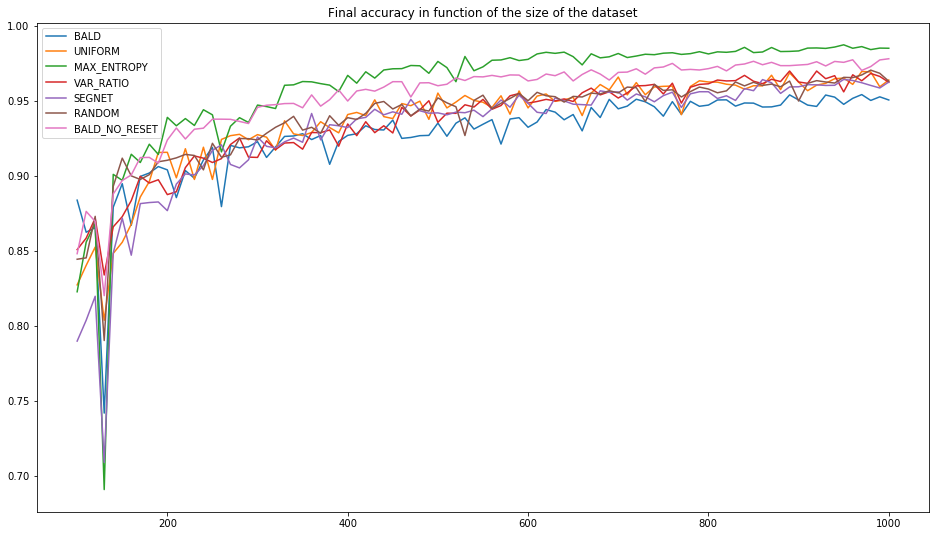 Final accuracy in function of the size of the dataset
1.00
0.95
0.90
0.85
0.80
0.75
0.70
BALD
UNIFORM
MAX_ENTROPY
VAR_RATIO
SEGNET
RANDOM
BALD_NO_RESET
200
400
600
800
1000